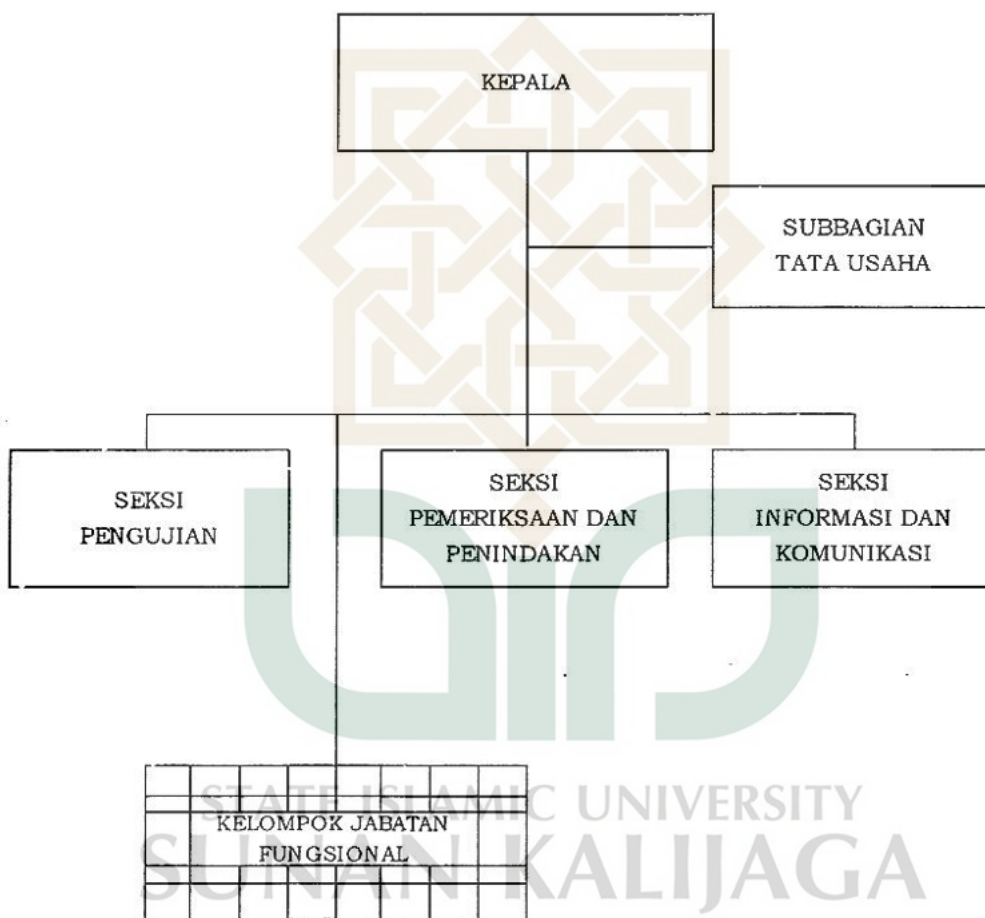 KEPALA
SUBBAGIAN
TATA USAHA
SEKSI
PENGUJIAN
SEKSI
PEMERIKSAAN DAN
PENINDAKAN
SEKSI
INFORMASI DAN
KOMUNIKASI
KELOMPOK JABATAN
FUNGSIONAL
STATE ISLAMIC UNIVERSITY
SUNAN KALIJAGA